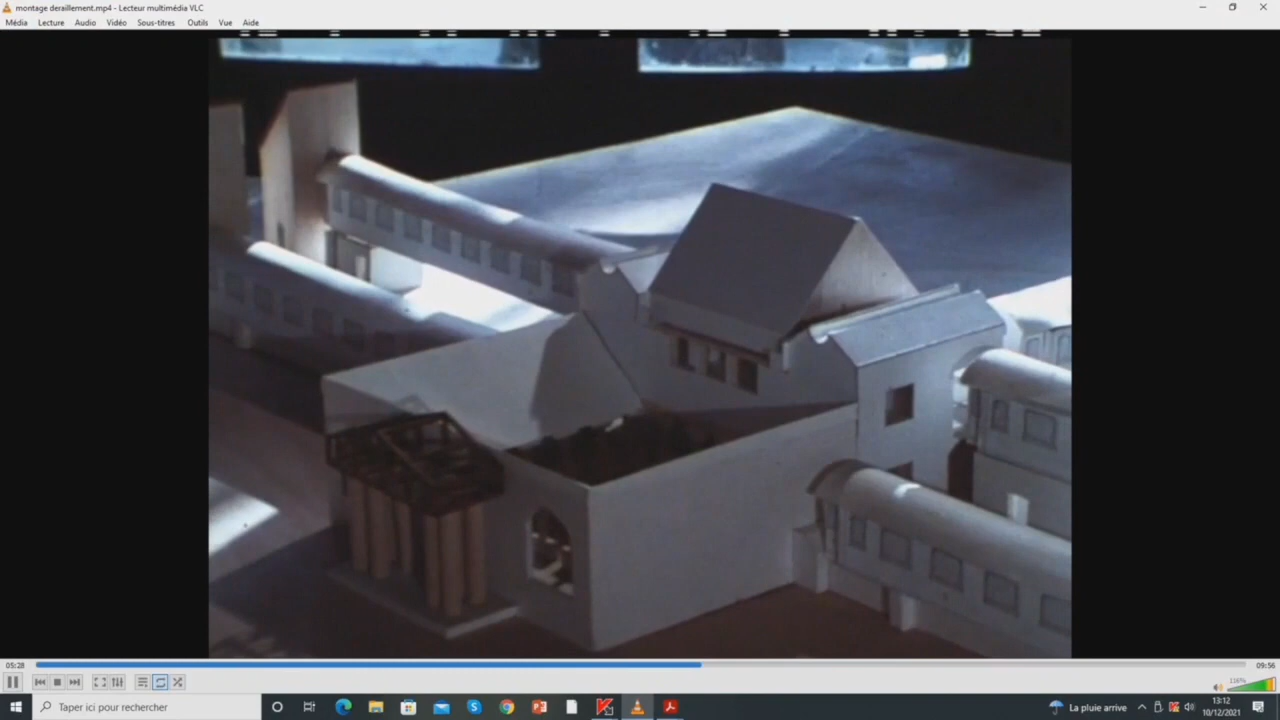 montage deraillement.mp4 - Lecteur multimédia VLC
Média Lecture Audio Vidéo Sous-titres Outils Vue Aide
05:28
09:56
116%
Taper ici pour rechercher
La pluie arrive
13:12
10/12/2021